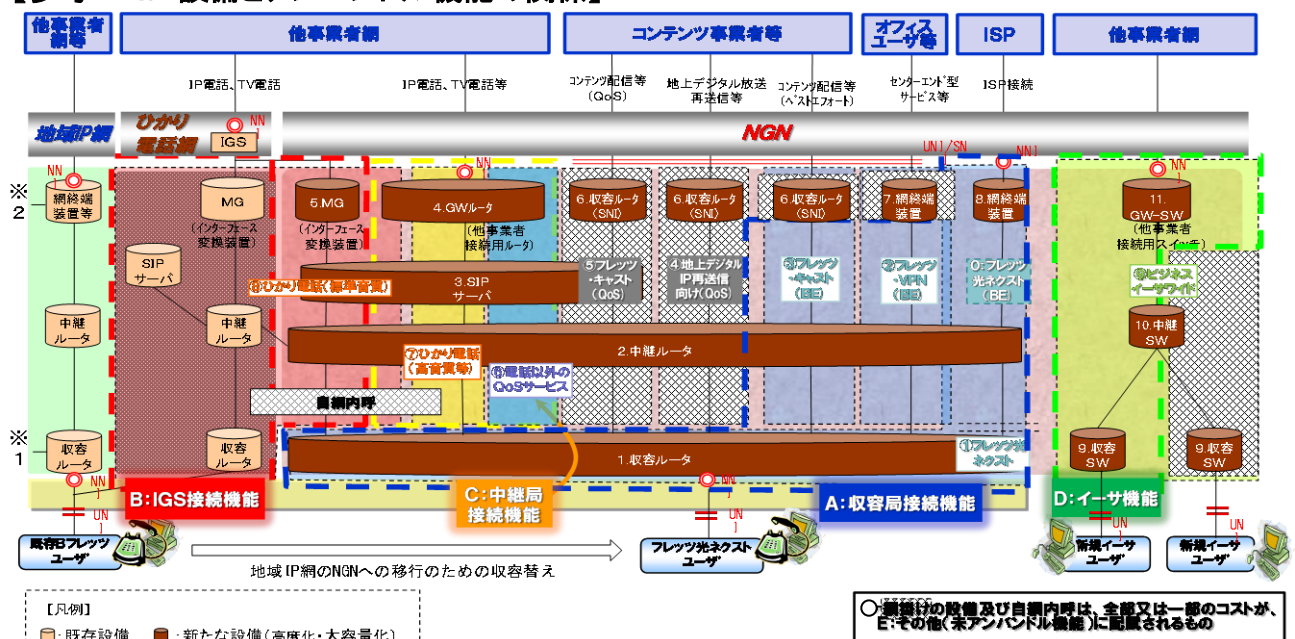 他事業者
網等
他事業者網
コンテンツ事業者等
オフィス
ユーザ等
ISP
他事業者網
IP電話、TV電話
IP電話、TV電話等
コンテンツ配信等
(QoS)
地上デジタル放送
再送信等
コンテンツ配信等
(ベストエフォート)
センターエンド型
サービス等
ISP接続
地域IP網
ひかり
電話網
IGS
NN
I
NGN
NN
I
UNI/SN
I
NNI
NN
I
NN
I
※
2
網終端
装置等
MG
(インターフェース
変換装置)
5.MG
(インターフェース
変換装置)
4.GWルータ
(他事業者
接続用ルータ)
6.収容ルータ
(SNI)
6.収容ルータ
(SNI)
6.収容ルータ
(SNI)
7.網終端
装置
8.網終端
装置
11.
GW-SW
(他事業者
接続用スイッチ)
SIP
サーバ
⑧ひかり電話(標準音質)
3.SIP
サーバ
⑤フレッツ
・キャスト
(QoS)
④地上デジタル
IP再送信
向け(QoS)
③フレッツ
・キャスト
(BE)
②フレッツ
・VPN
(BE)
0:フレッツ
光ネクスト
(BE)
⑨ビジネス
イーサワイド
中継
ルータ
中継
ルータ
2.中継ルータ
10.中継
SW
⑦ひかり電話
(高音質等)
⑥電話以外の
QoSサービス
自網内呼
※
1
収容
ルータ
収容
ルータ
1.収容ルータ
①フレッツ光
ネクスト
9.収容
SW
9.収容
SW
NN
I
NN
I
B:IGS接続機能
C:中継局
接続機能
A:収容局接続機能
D:イーサ機能
UN
I
UN
I
UN
I
UN
I
既存Bフレッツ
ユーザ
フレッツ光ネクスト
ユーザ
新規イーサ
ユーザ
新規イーサ
ユーザ
地域IP網のNGNへの移行のための収容替え
【凡例】
:既存設備
:新たな設備(高度化・大容量化)
○網掛けの設備及び自網内呼は、全部又は一部のコストが、
E:その他(未アンバンドル機能)に配賦されるもの